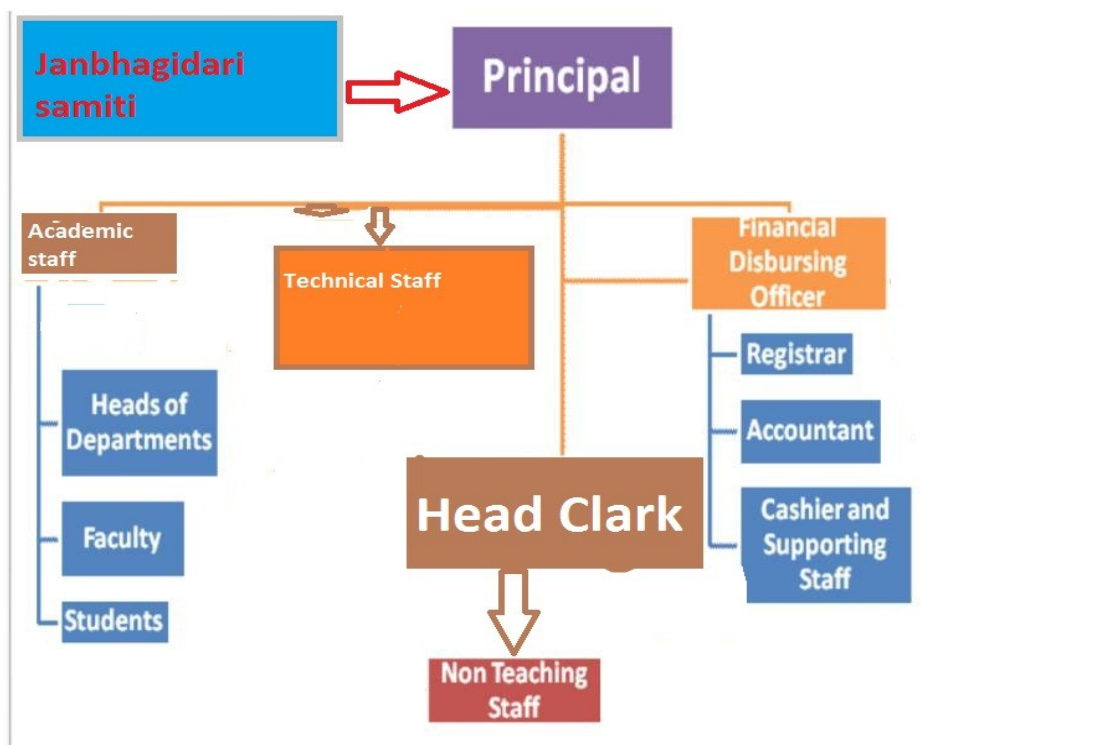 Janbhagidari
samiti
Principal
Academic
staff
Technical Staff
Financial
Disbursing
Officer
Heads of
Departments
Faculty
Students
Registrar
Accountant
Cashier and
Supporting
Staff
Head Clark
Non Teaching
Staff